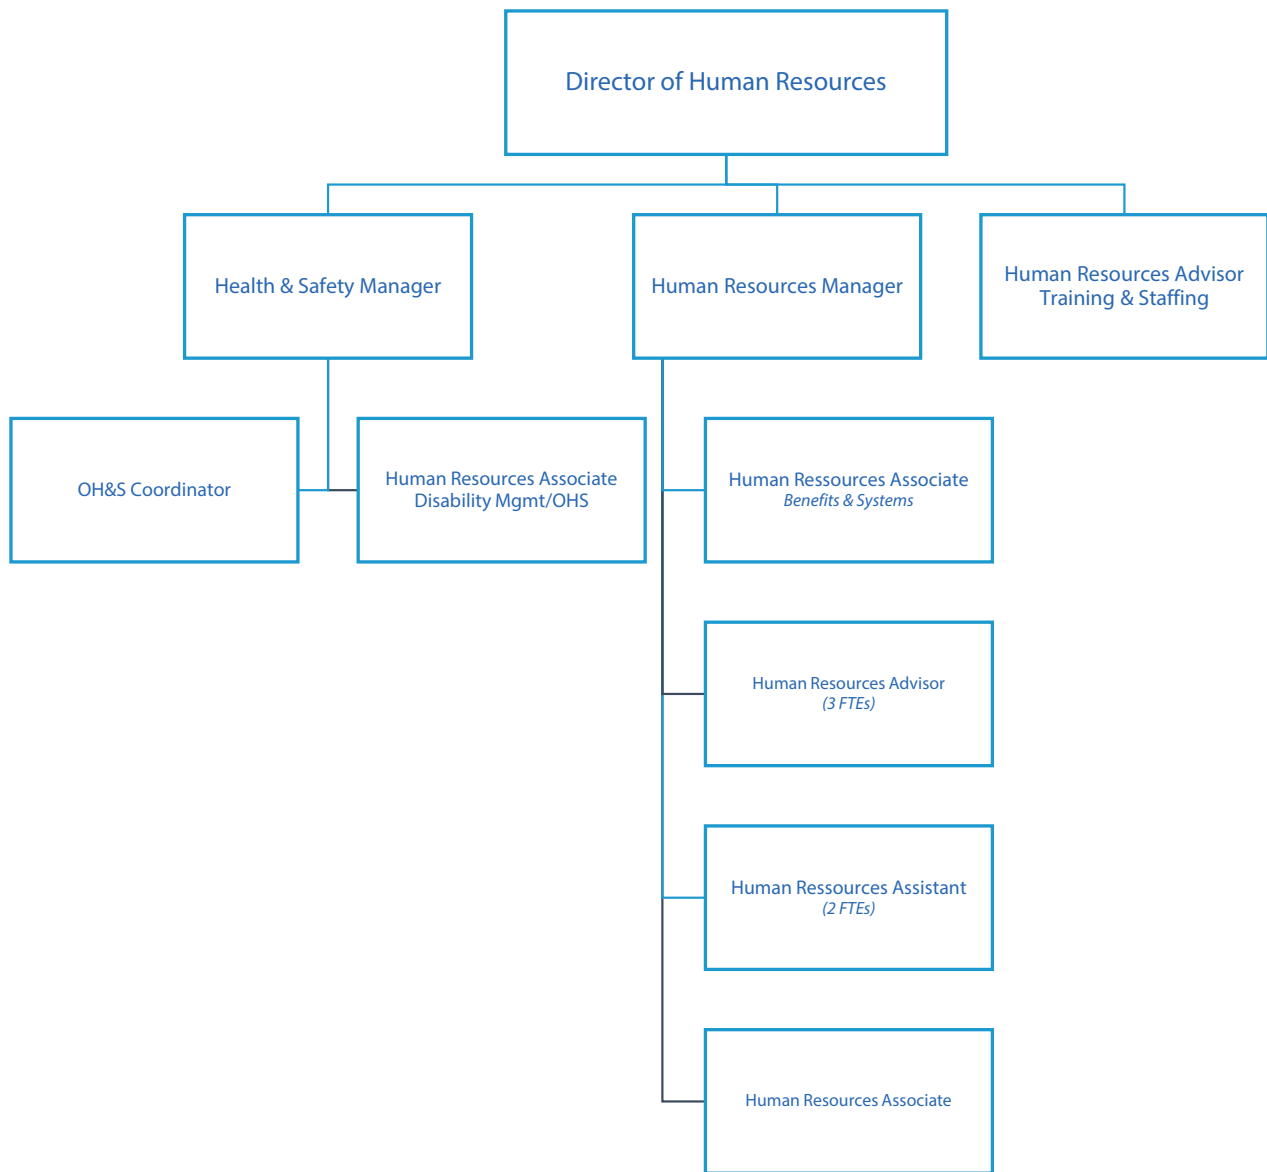 Director of Human Resources
Health & Safety Manager
Human Resources Manager
Human Resources Advisor
Training & Staffing
OH&S Coordinator
Human Resources Associate
Disability Mgmt/OHS
Human Ressources Associate
Benefits & Systems
Human Resources Advisor
(3 FTEs)
Human Ressources Assistant
(2 FTEs)
Human Resources Associate